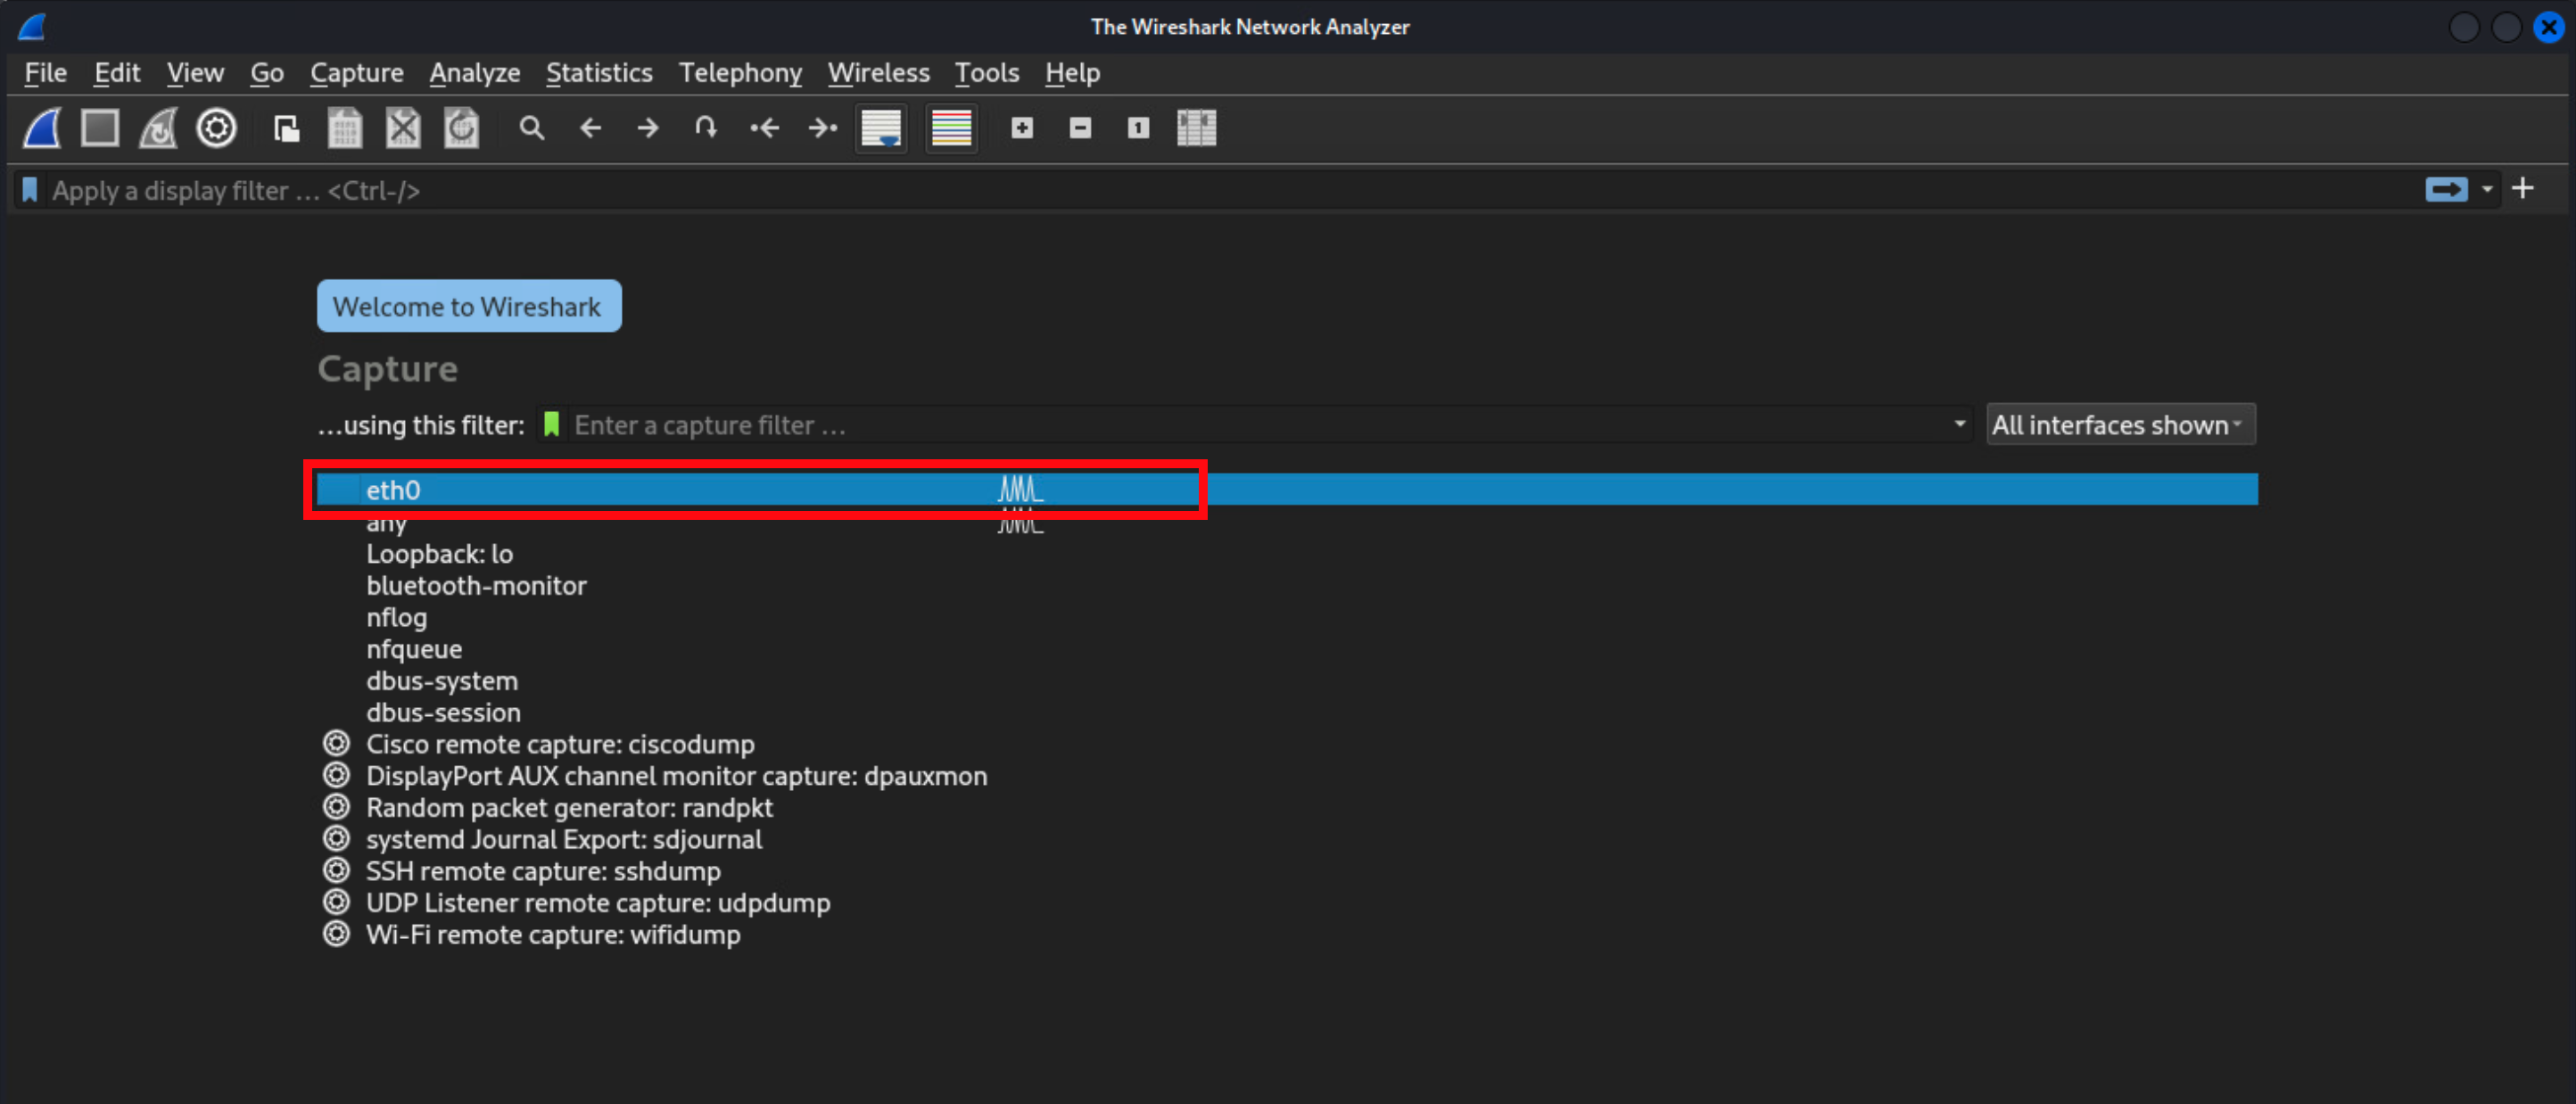 The Wireshark Network Analyzer
File Edit View Go Capture Analyze Statistics Telephony Wireless Tools Help
1
Apply a display filter ... <Ctrl-/>
Welcome to Wireshark
Capture
...using this filter: Enter a capture filter ... All interfaces shown
eth0
any
Loopback: lo
bluetooth-monitor
nflog
nfqueue
dbus-system
dbus-session
Cisco remote capture: ciscodump
DisplayPort AUX channel monitor capture: dpauxmon
Random packet generator: randpkt
systemd Journal Export: sdjournal
SSH remote capture: sshdump
UDP Listener remote capture: udpdump
Wi-Fi remote capture: wifidump